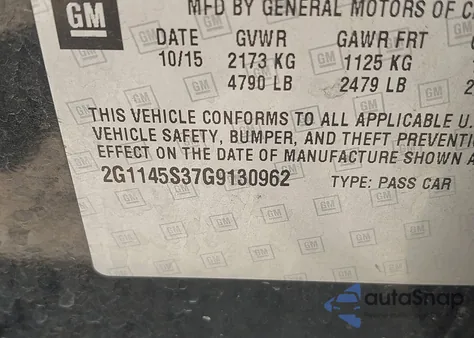 GM
MFD BY GENERAL MOTORS OF C
DATE GVWR GAWR FRT
10/15 2173 KG 1125 KG
4790 LB 2479 LB 2
THIS VEHICLE CONFORMS TO ALL APPLICABLE U.
VEHICLE SAFETY, BUMPER, AND THEFT PREVENTI
EFFECT ON THE DATE OF MANUFACTURE SHOWN A
2G1145S37G9130962 TYPE: PASS CAR
autoSnap